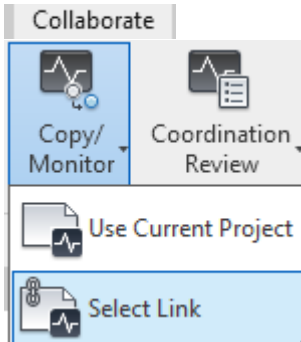 Collaborate
Copy/
Monitor
Coordination
Review
Use Current Project
Select Link